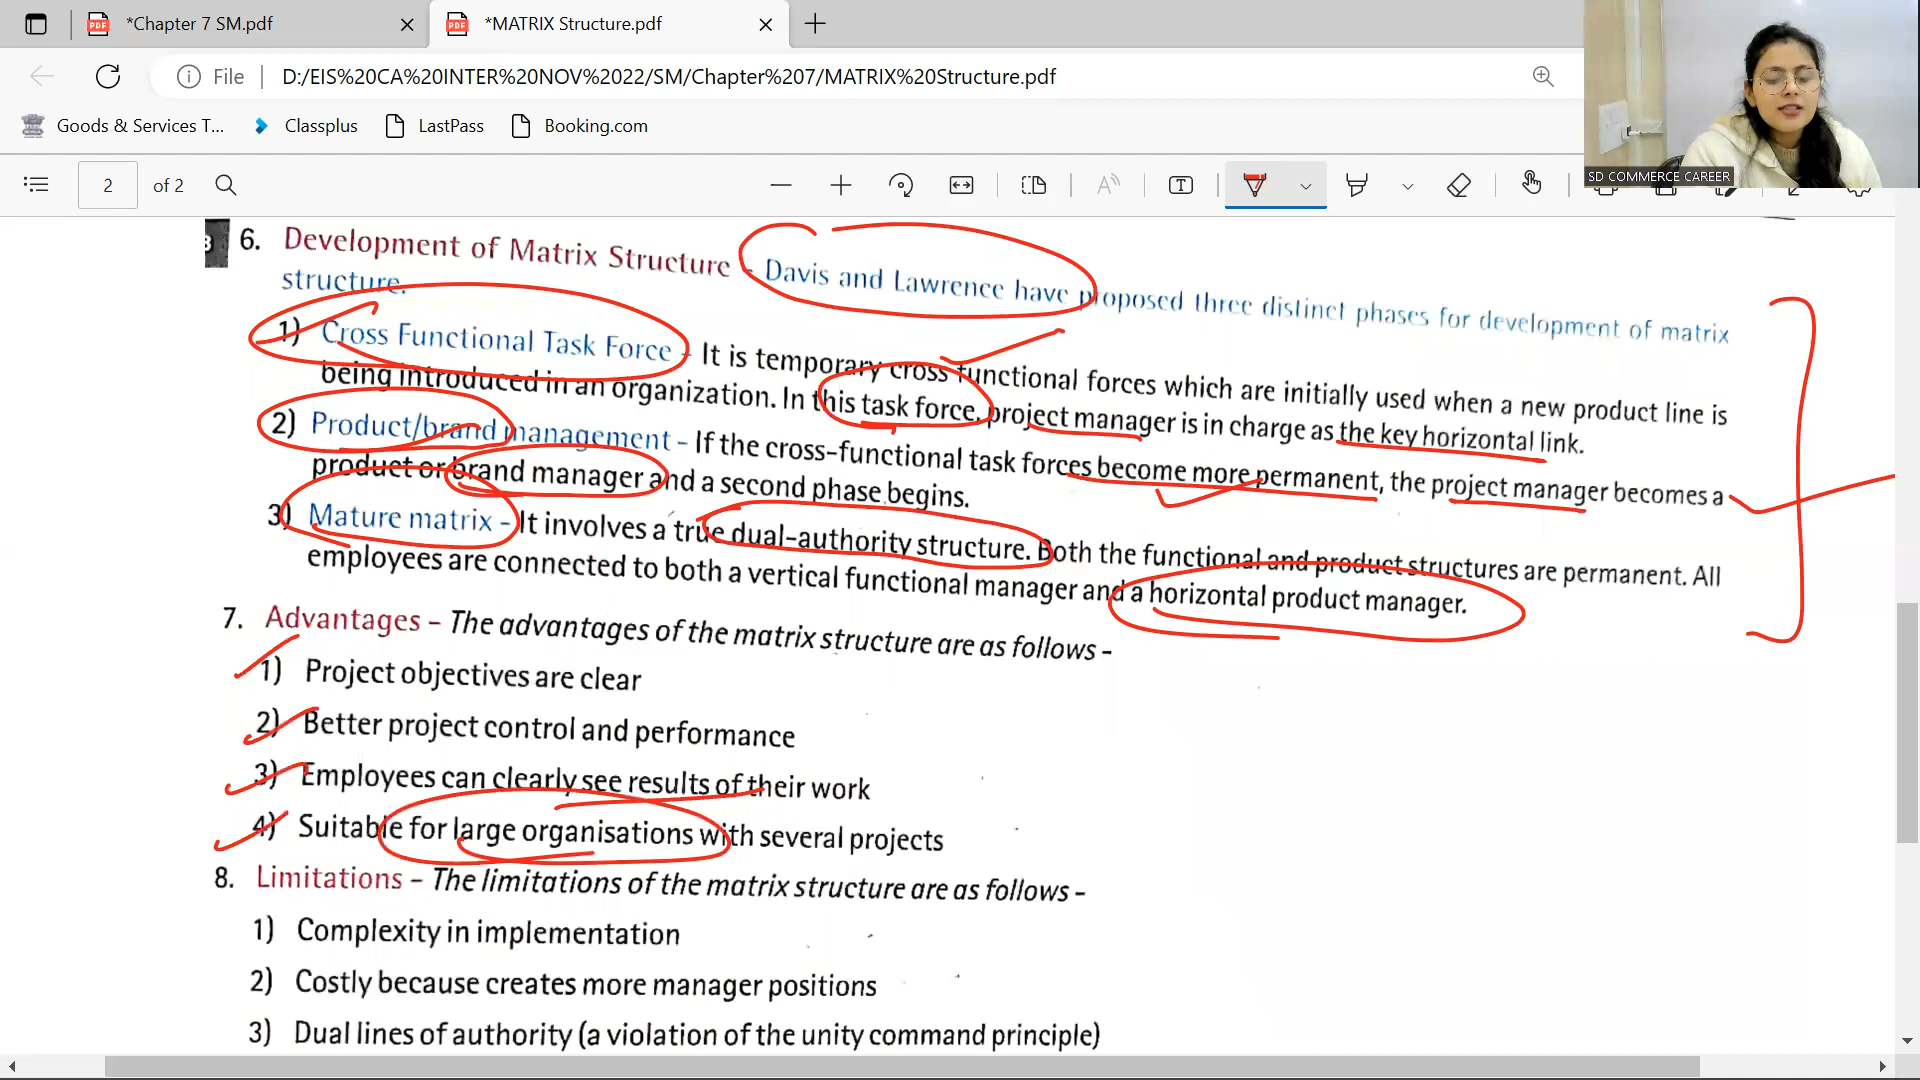 *Chapter 7 SM.pdf
*MATRIX Structure.pdf
File
D:/EIS%20CA%20INTER%20NOV%2022/SM/Chapter%207/MATRIX%20Structure.pdf
Goods & Services T...
Classplus
LastPass
Booking.com
2 of 2
SD COMMERCE CAREER
6. Development of Matrix Structure - Davis and Lawrence have proposed three distinct phases for development of matrix
structure.
1) Cross Functional Task Force - It is temporary cross functional forces which are initially used when a new product line is
being introduced in an organization. In this task force, project manager is in charge as the key horizontal link.
2) Product/brand management - If the cross-functional task forces become more permanent, the project manager becomes a
product or brand manager and a second phase begins.
3) Mature matrix - It involves a true dual-authority structure. Both the functional and product structures are permanent. All
employees are connected to both a vertical functional manager and a horizontal product manager.
7. Advantages - The advantages of the matrix structure are as follows -
1) Project objectives are clear
2) Better project control and performance
3) Employees can clearly see results of their work
4) Suitable for large organisations with several projects
8. Limitations - The limitations of the matrix structure are as follows -
1) Complexity in implementation
2) Costly because creates more manager positions
3) Dual lines of authority (a violation of the unity command principle)